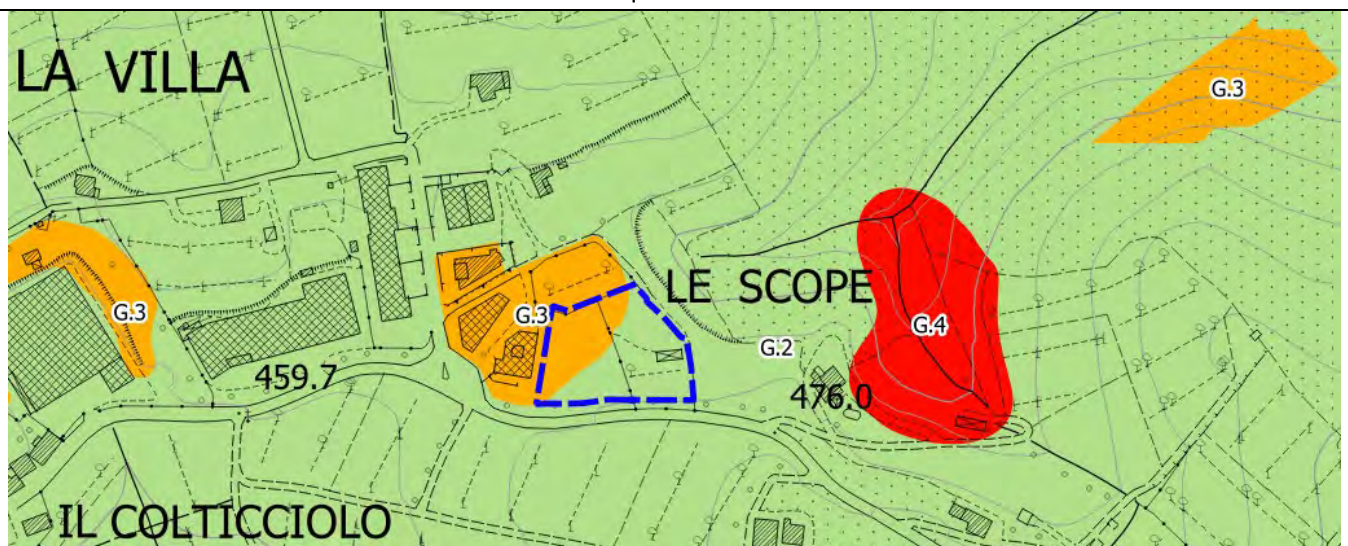 LA VILLA
G.3
LE SCOPE
G.3
G.3
G.4
G.2
459.7
476.0
IL COLTICCIOLO